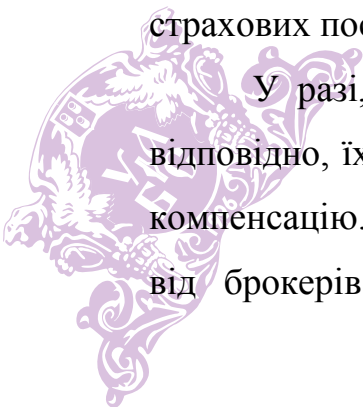 страхових пос
У разі,
відповідно, їх
компенсацію.
від брокерів